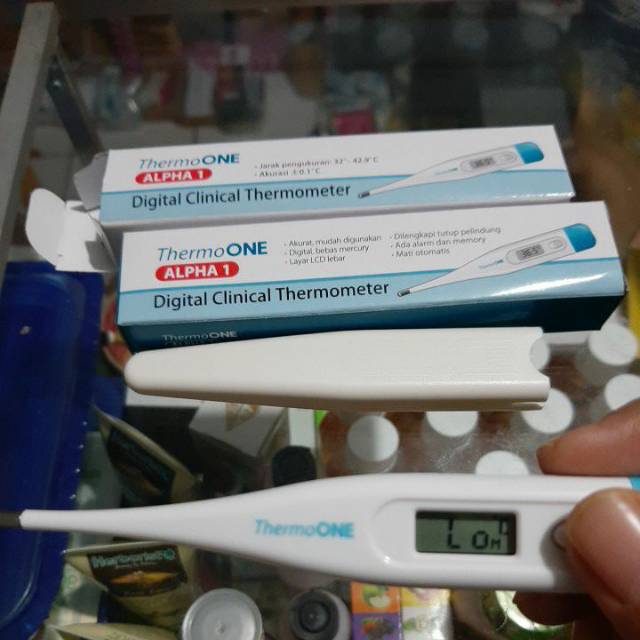 ThermoONE
ALPHA 1
- Jarak pengukuran: 32° - 42.9°C
- Akurasi ±0.1°C
Digital Clinical Thermometer
ThermoONE
ALPHA 1
- Akurat, mudah digunakan
- Digital, bebas mercury
- Layar LCD lebar
- Dilengkapi tutup pelindung
- Ada alarm dan memory
- Mati otomatis
Digital Clinical Thermometer
ThermoONE
ThermoONE